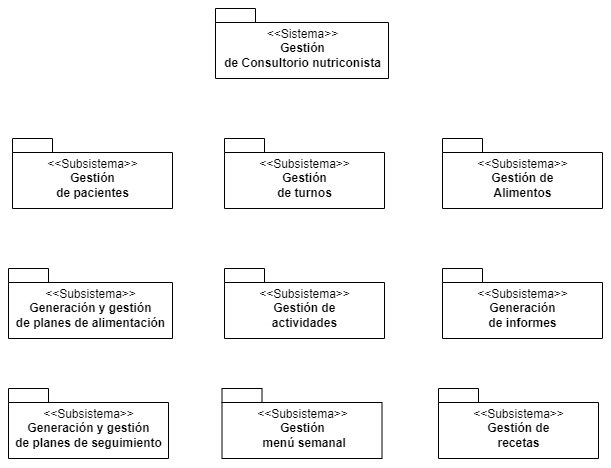 <<Sistema>>
Gestión
de Consultorio nutriconista
<<Subsistema>>
Gestión
de pacientes
<<Subsistema>>
Gestión
de turnos
<<Subsistema>>
Gestión de
Alimentos
<<Subsistema>>
Generación y gestión
de planes de alimentación
<<Subsistema>>
Gestión de
actividades
<<Subsistema>>
Generación
de informes
<<Subsistema>>
Generación y gestión
de planes de seguimiento
<<Subsistema>>
Gestión
menú semanal
<<Subsistema>>
Gestión de
recetas